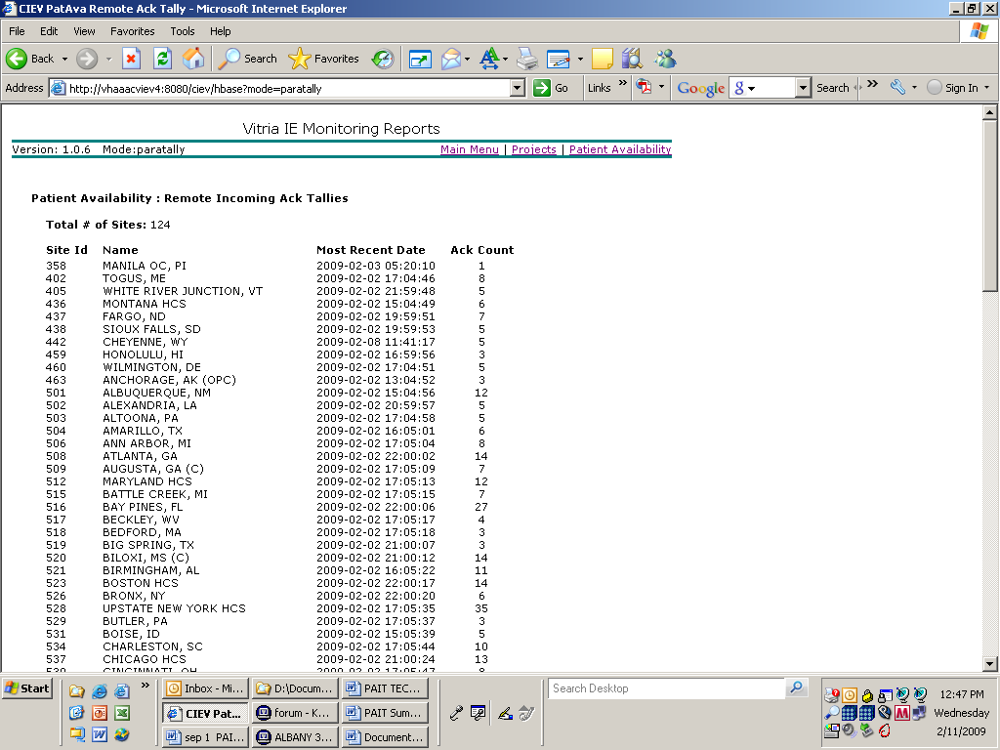 CIEV PatAva Remote Ack Tally - Microsoft Internet Explorer
File Edit View Favorites Tools Help
Back Search Favorites
Address http://vhaaacviev4:8080/ciev/hbase?mode=paratally Go Links » Google g Search » Sign In
Vitria IE Monitoring Reports
Version: 1.0.6 Mode:paratally Main Menu | Projects | Patient Availability
Patient Availability : Remote Incoming Ack Tallies
Total # of Sites: 124
Site Id Name Most Recent Date Ack Count
358 MANILA OC, PI 2009-02-03 05:20:10 1
402 TOGUS, ME 2009-02-02 17:04:46 8
405 WHITE RIVER JUNCTION, VT 2009-02-02 21:59:48 5
436 MONTANA HCS 2009-02-02 15:04:49 6
437 FARGO, ND 2009-02-02 19:59:51 7
438 SIOUX FALLS, SD 2009-02-02 19:59:53 5
442 CHEYENNE, WY 2009-02-08 11:41:17 5
459 HONOLULU, HI 2009-02-02 16:59:56 3
460 WILMINGTON, DE 2009-02-02 17:04:51 5
463 ANCHORAGE, AK (OPC) 2009-02-02 13:04:52 3
501 ALBUQUERQUE, NM 2009-02-02 15:04:56 12
502 ALEXANDRIA, LA 2009-02-02 20:59:57 5
503 ALTOONA, PA 2009-02-02 17:04:58 5
504 AMARILLO, TX 2009-02-02 16:05:01 6
506 ANN ARBOR, MI 2009-02-02 17:05:04 8
508 ATLANTA, GA 2009-02-02 22:00:02 14
509 AUGUSTA, GA (C) 2009-02-02 17:05:09 7
512 MARYLAND HCS 2009-02-02 17:05:13 12
515 BATTLE CREEK, MI 2009-02-02 17:05:15 7
516 BAY PINES, FL 2009-02-02 22:00:06 27
517 BECKLEY, WV 2009-02-02 17:05:17 4
518 BEDFORD, MA 2009-02-02 17:05:18 3
519 BIG SPRING, TX 2009-02-02 21:00:07 3
520 BILOXI, MS (C) 2009-02-02 21:00:12 14
521 BIRMINGHAM, AL 2009-02-02 16:05:22 11
523 BOSTON HCS 2009-02-02 22:00:17 14
526 BRONX, NY 2009-02-02 22:00:20 6
528 UPSTATE NEW YORK HCS 2009-02-02 17:05:35 35
529 BUTLER, PA 2009-02-02 17:05:37 3
531 BOISE, ID 2009-02-02 15:05:39 5
534 CHARLESTON, SC 2009-02-02 17:05:44 10
537 CHICAGO HCS 2009-02-02 21:00:24 13
Start » Inbox - Mi... D:\Docum... PAIT TEC... Search Desktop 12:47 PM
CIEV Pat... forum - K... PAIT Sum... Wednesday
sep 1 PAI... ALBANY 3... Document... 2/11/2009